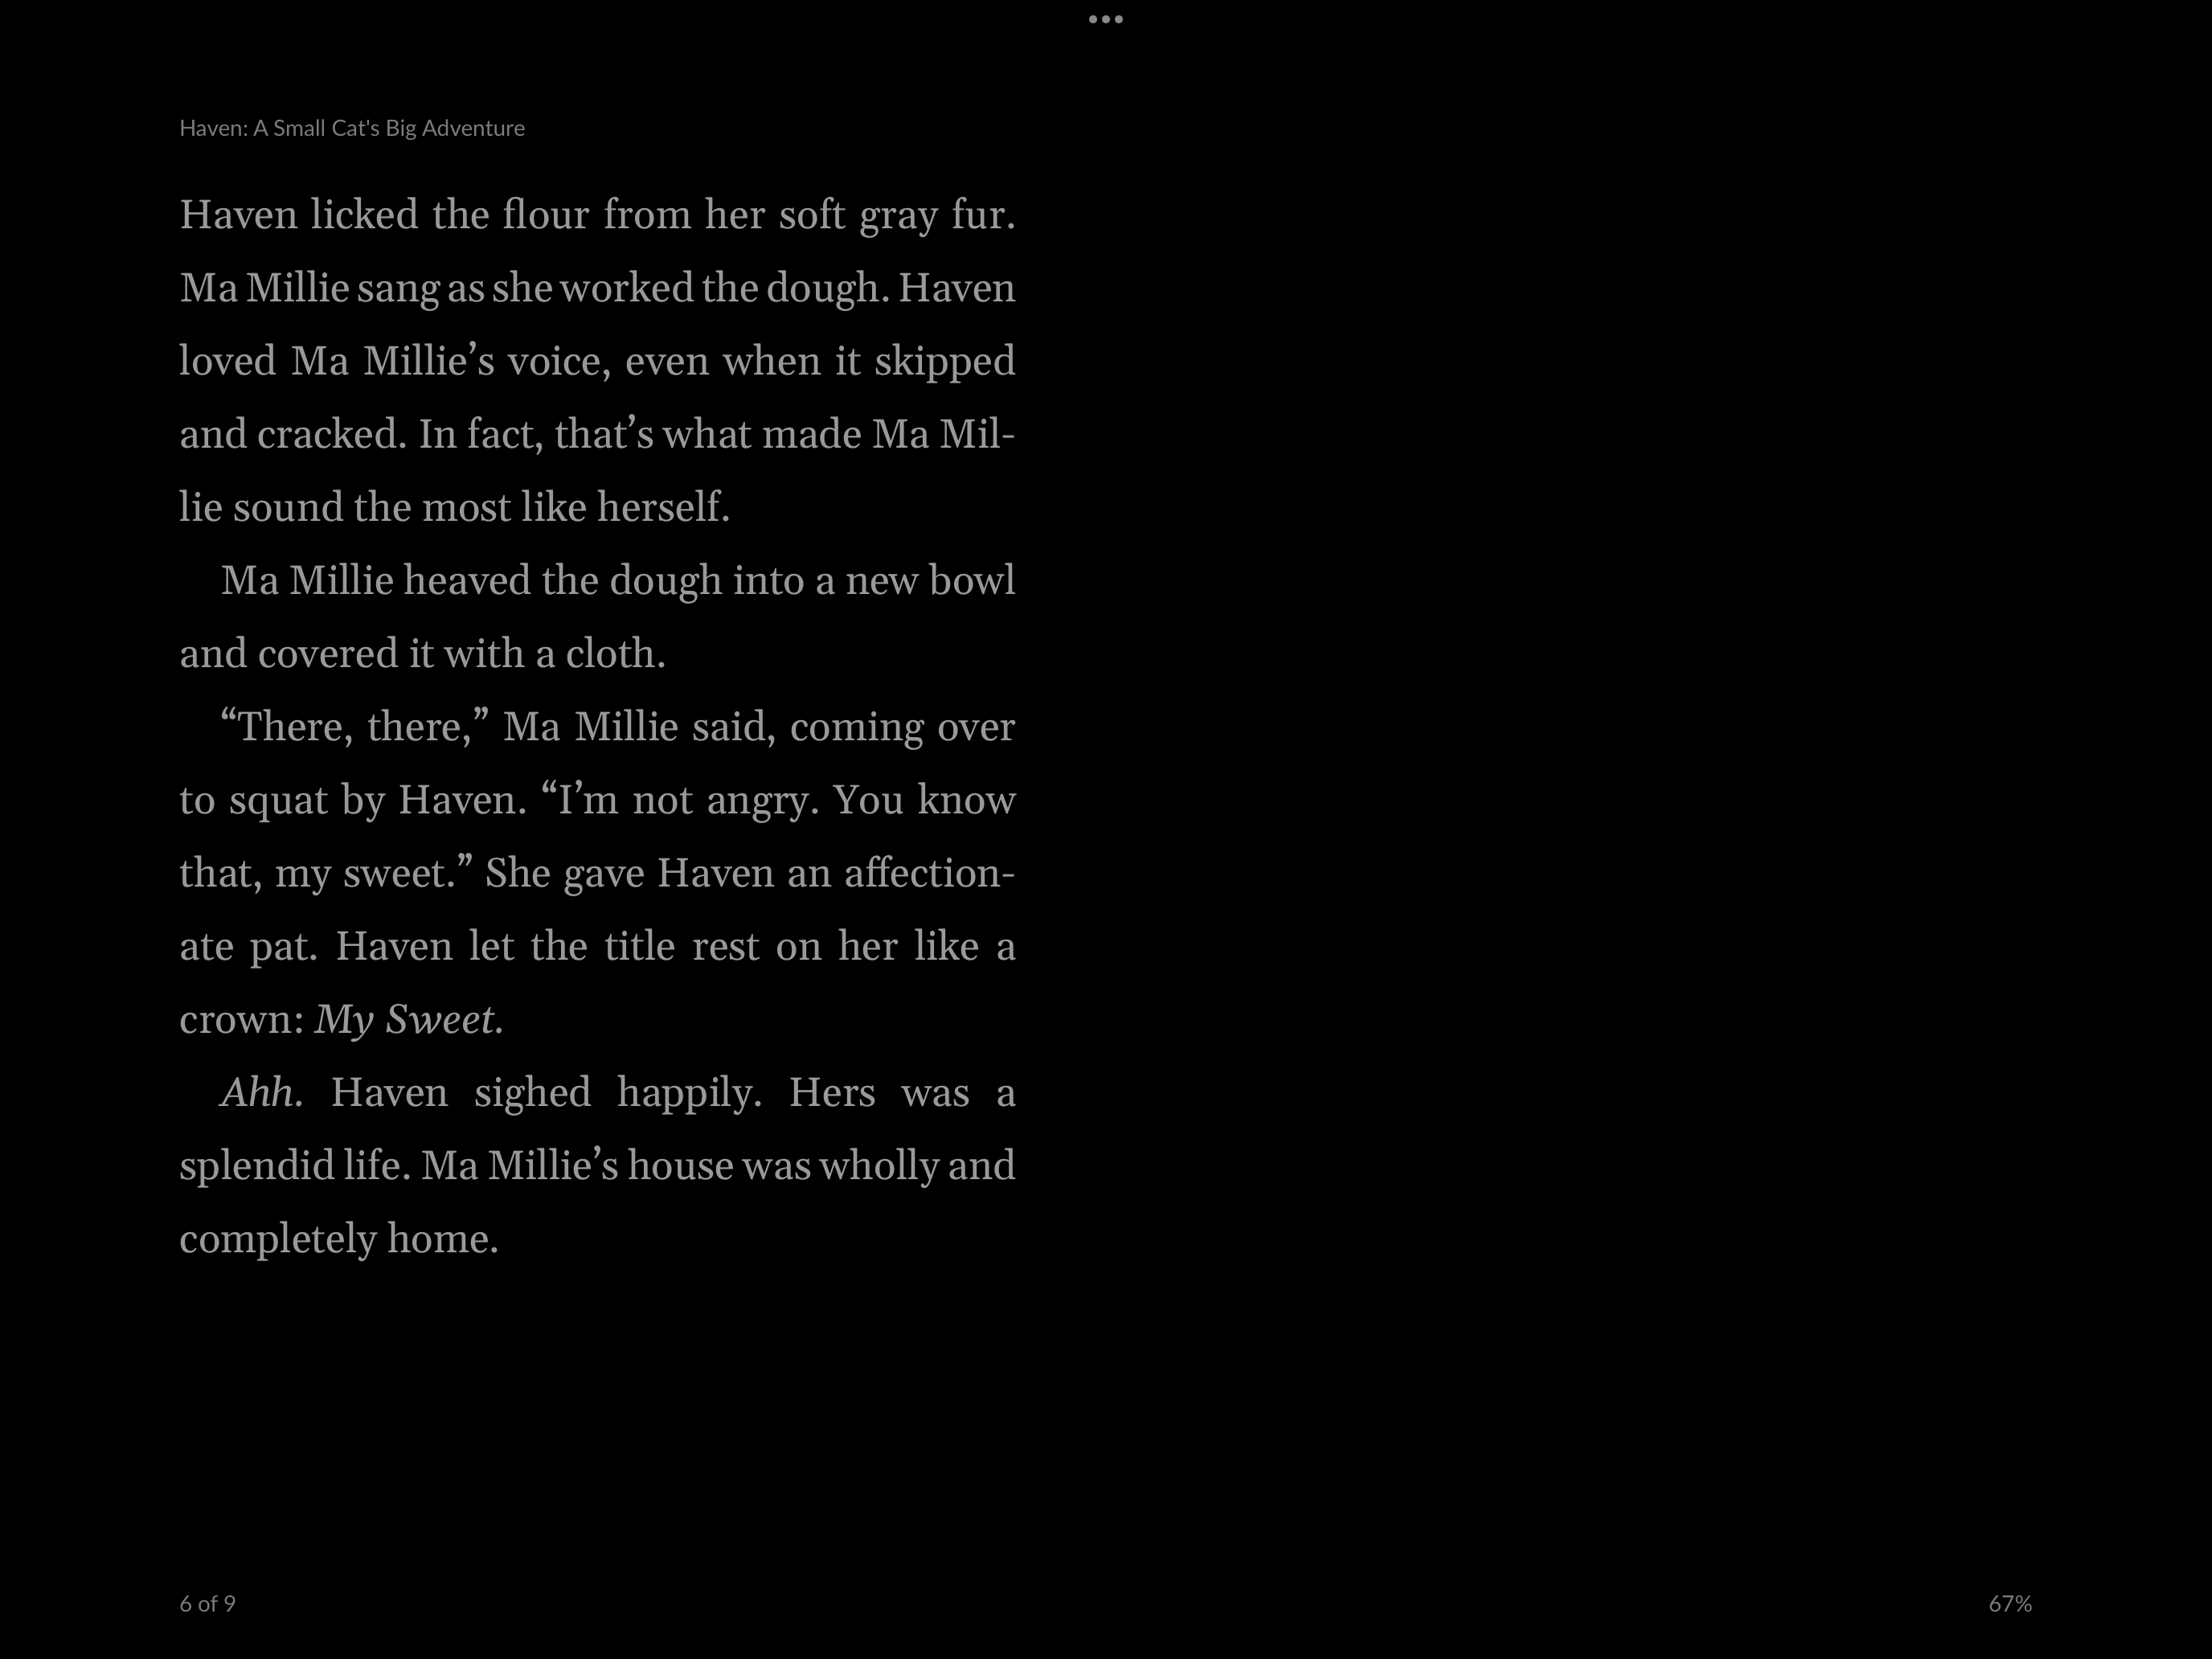 Haven: A Small Cat's Big Adventure
Haven licked the flour from her soft gray fur.
Ma Millie sang as she worked the dough. Haven
loved Ma Millie’s voice, even when it skipped
and cracked. In fact, that’s what made Ma Mil-
lie sound the most like herself.
Ma Millie heaved the dough into a new bowl
and covered it with a cloth.
“There, there,” Ma Millie said, coming over
to squat by Haven. “I’m not angry. You know
that, my sweet.” She gave Haven an affection-
ate pat. Haven let the title rest on her like a
crown: My Sweet.
Ahh. Haven sighed happily. Hers was a
splendid life. Ma Millie’s house was wholly and
completely home.
6 of 9
67%